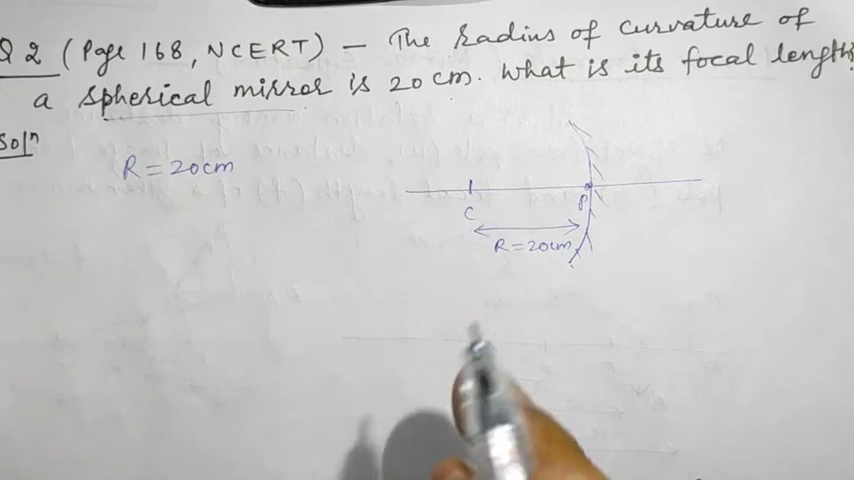 Q 2 (Page 168, NCERT) - The radius of curvature of
a spherical mirror is 20 cm. What is its focal length?
Soln
R = 20cm
P
C
R = 20cm